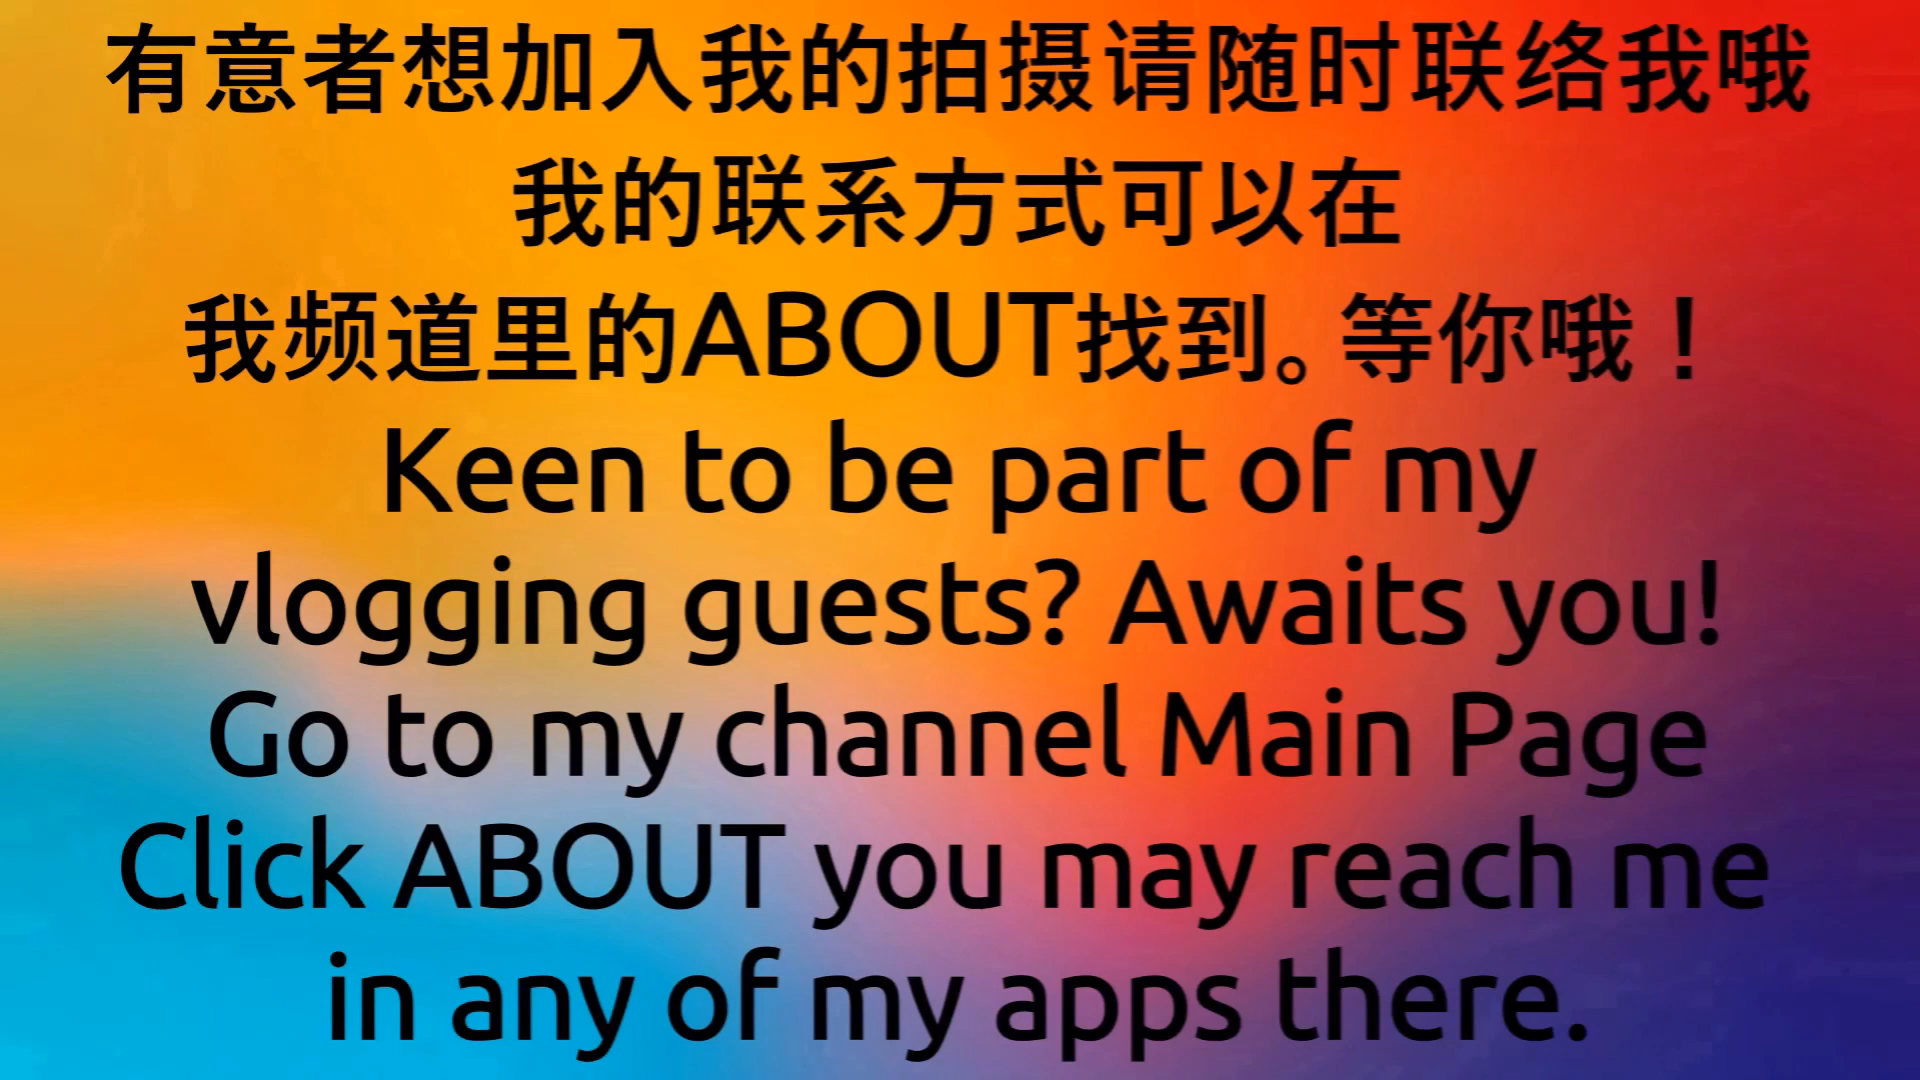 有意者想加入我的拍摄请随时联络我哦
我的联系方式可以在
我频道里的ABOUT找到。等你哦！
Keen to be part of my
vlogging guests? Awaits you!
Go to my channel Main Page
Click ABOUT you may reach me
in any of my apps there.